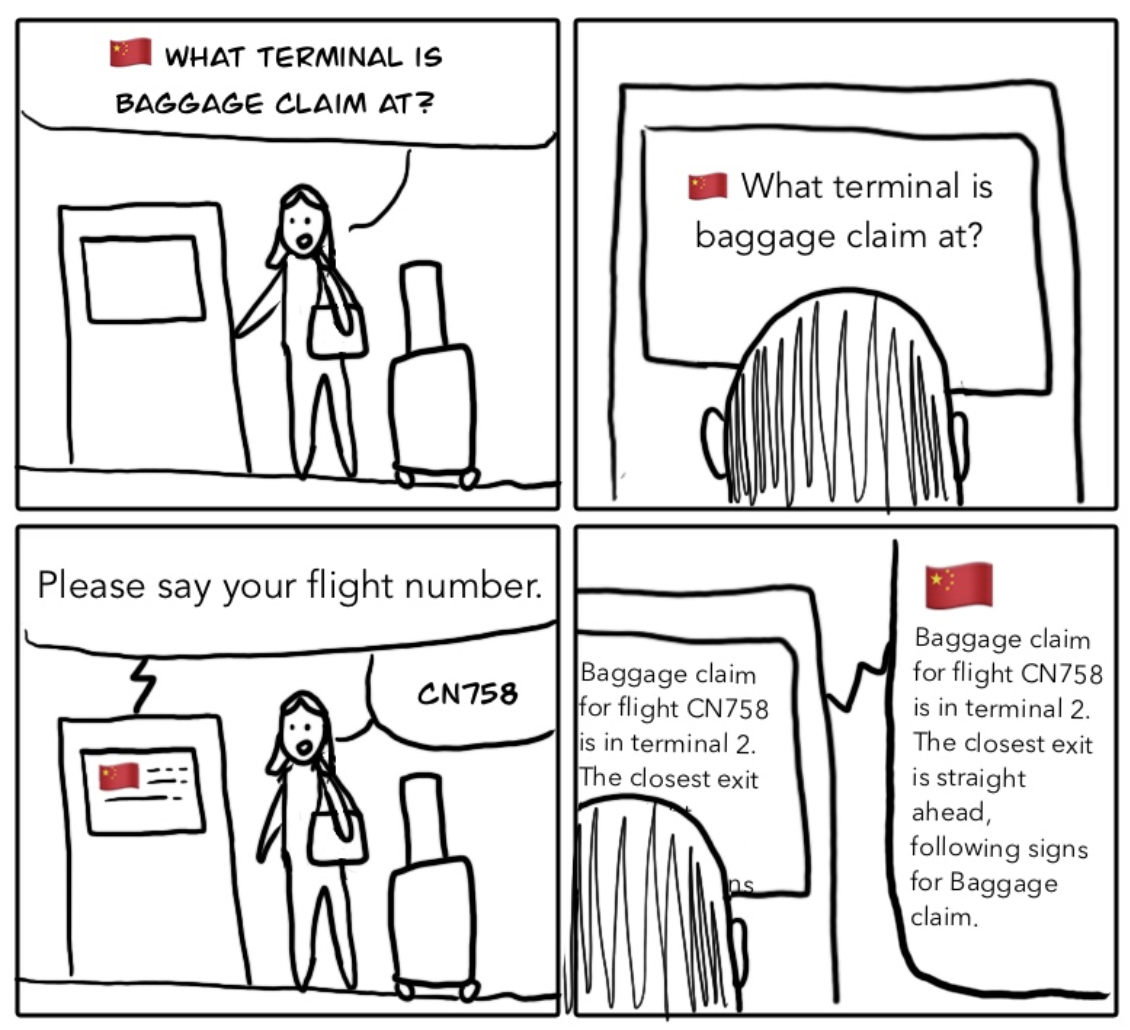 🇨🇳 WHAT TERMINAL IS
BAGGAGE CLAIM AT?
🇨🇳 What terminal is
baggage claim at?
Please say your flight number.
CN758
Baggage claim
for flight CN758
is in terminal 2.
The closest exit
ns
🇨🇳
Baggage claim
for flight CN758
is in terminal 2.
The closest exit
is straight
ahead,
following signs
for Baggage
claim.